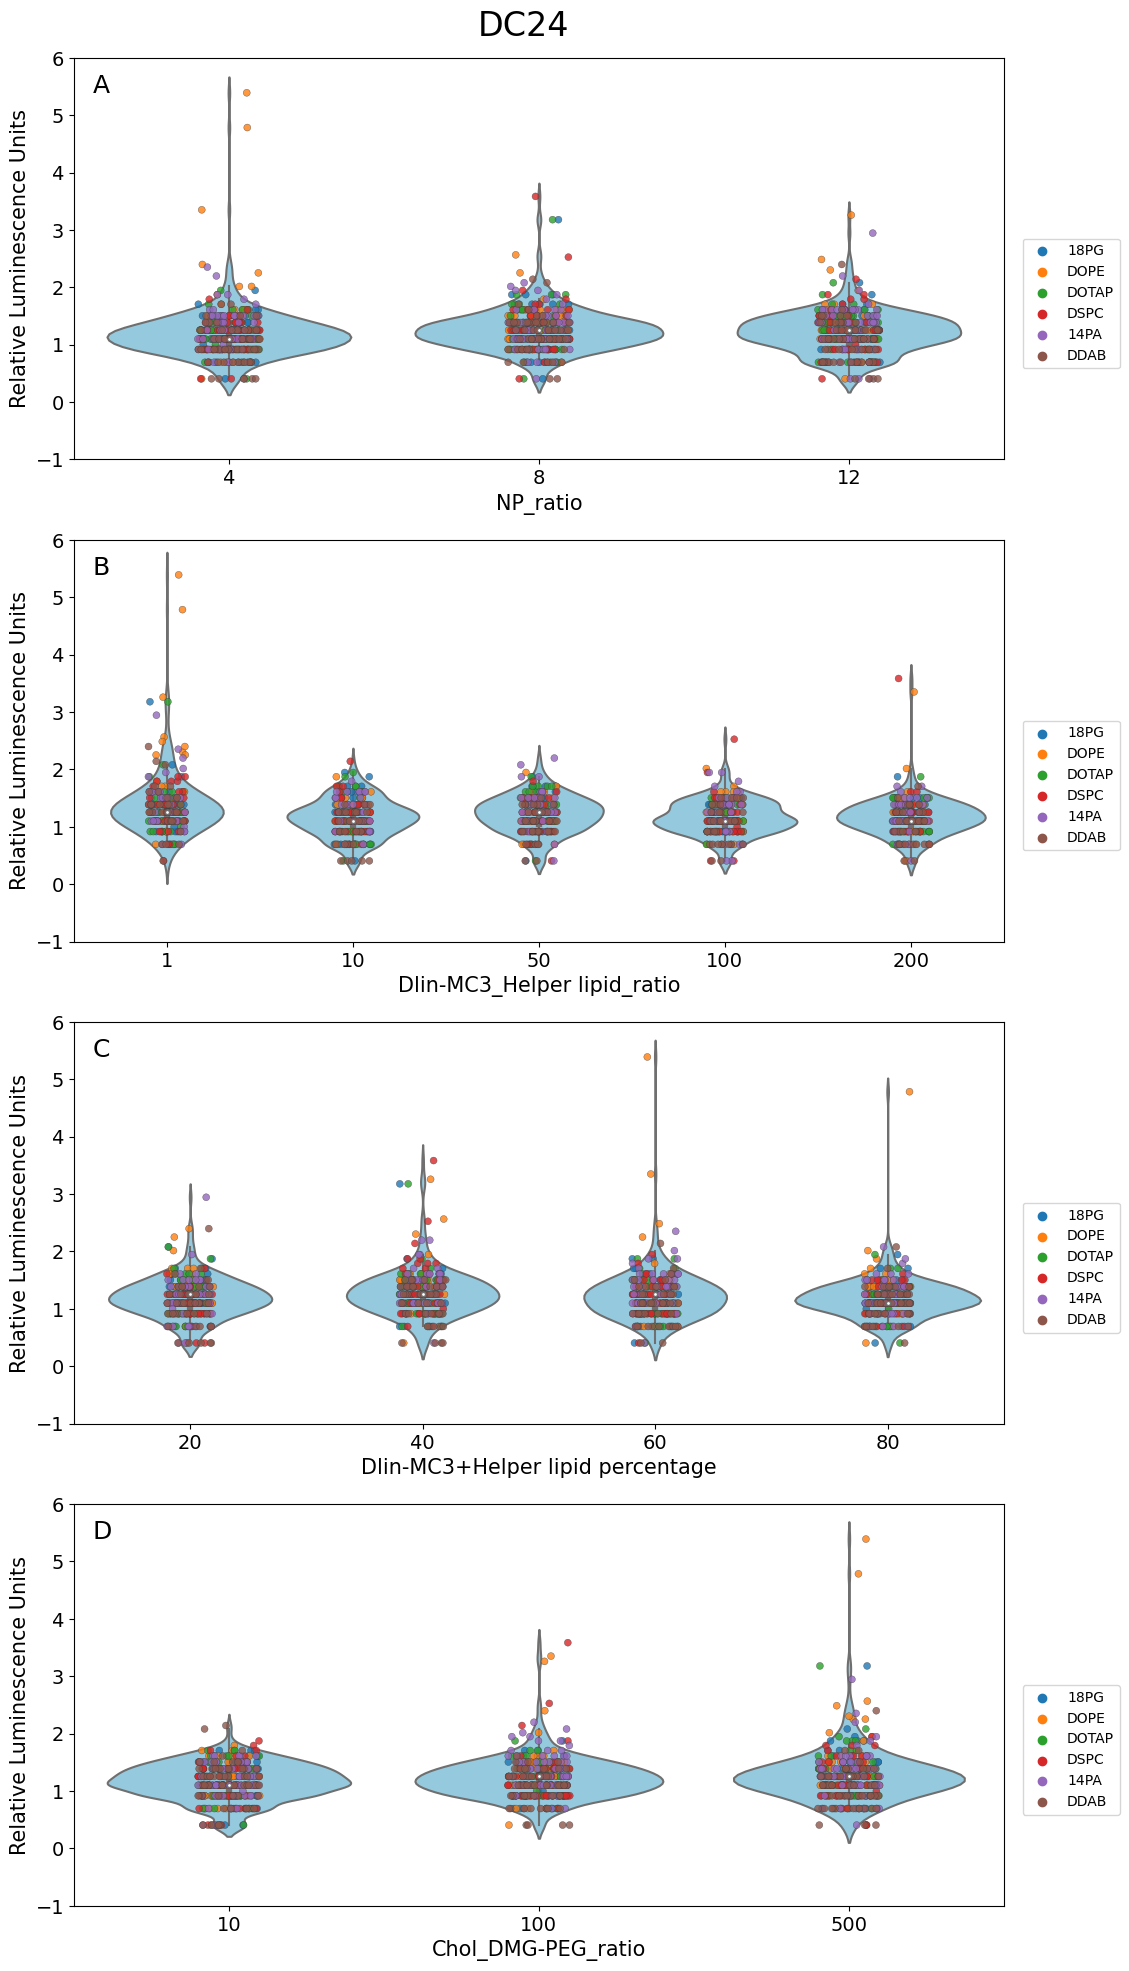 DC24
A
Relative Luminescence Units
6
5
4
3
2
1
0
−1
4 8 12
NP_ratio
18PG
DOPE
DOTAP
DSPC
14PA
DDAB
B
Relative Luminescence Units
6
5
4
3
2
1
0
−1
1 10 50 100 200
Dlin-MC3_Helper lipid_ratio
18PG
DOPE
DOTAP
DSPC
14PA
DDAB
C
Relative Luminescence Units
6
5
4
3
2
1
0
−1
20 40 60 80
Dlin-MC3+Helper lipid percentage
18PG
DOPE
DOTAP
DSPC
14PA
DDAB
D
Relative Luminescence Units
6
5
4
3
2
1
0
−1
10 100 500
Chol_DMG-PEG_ratio
18PG
DOPE
DOTAP
DSPC
14PA
DDAB